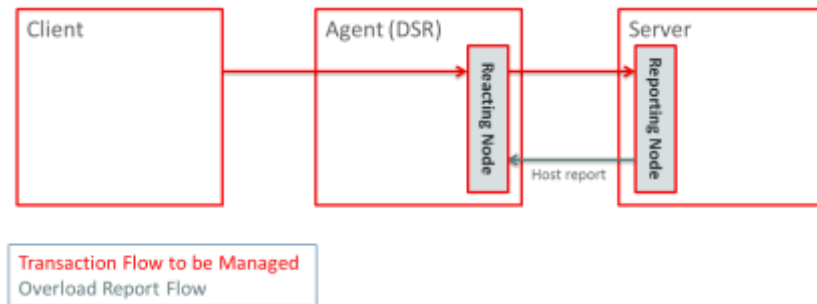 Client
Agent (DSR)
Server
Reacting Node
Reporting Node
Host report
Transaction Flow to be Managed
Overload Report Flow